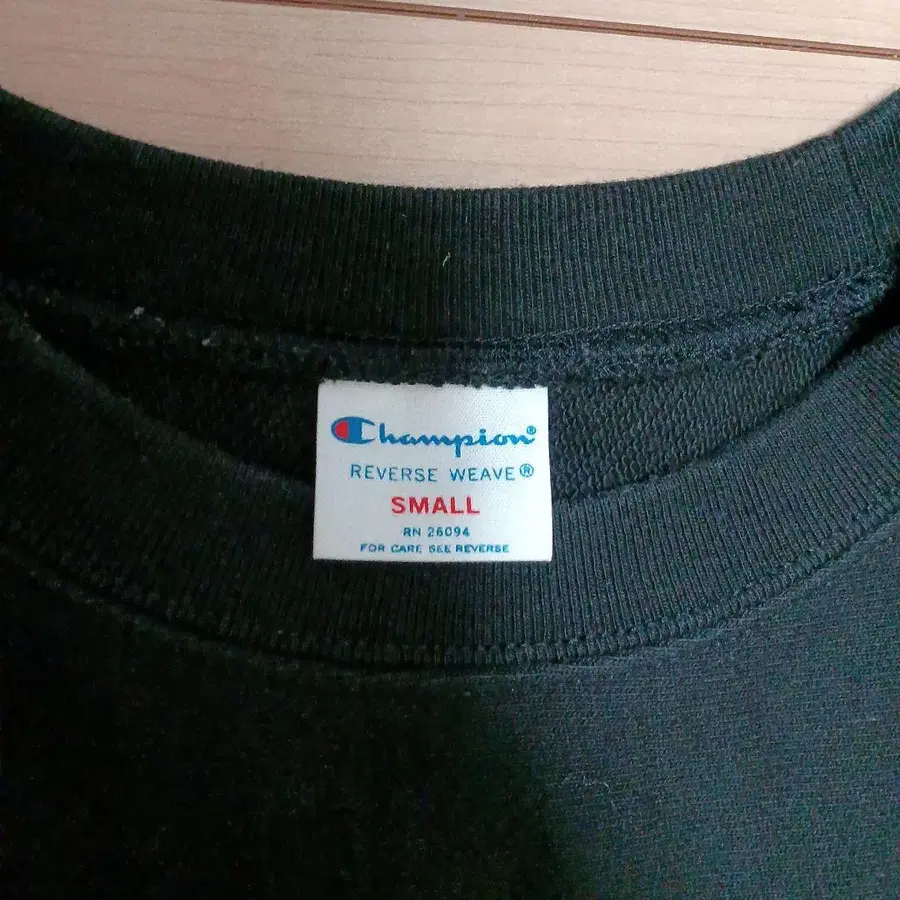 Champion®
REVERSE WEAVE®
SMALL
RN 26094
FOR CARE SEE REVERSE